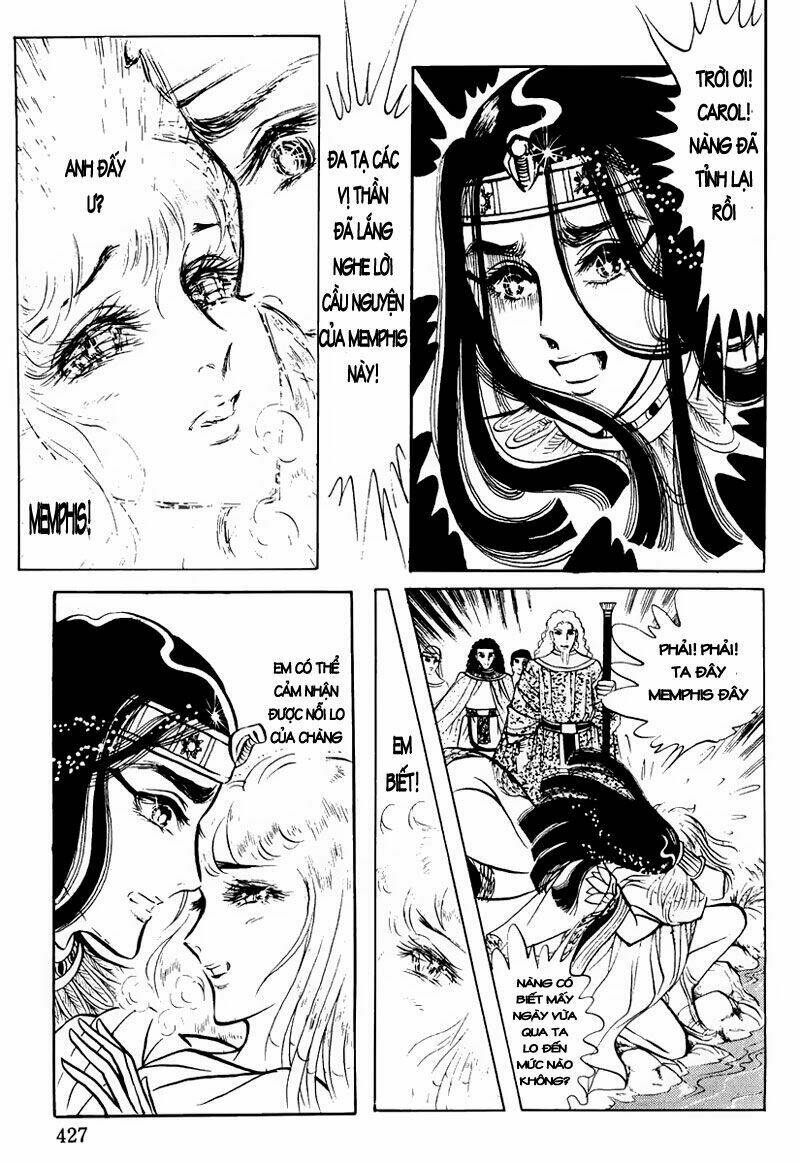 TRỜI ƠI!
CAROL!
NÀNG ĐÃ
TỈNH LẠI
RỒI
ĐA TẠ CÁC
VỊ THẦN
ĐÃ LẮNG
NGHE LỜI
CẦU NGUYỆN
CỦA MEMPHIS
NÀY!
ANH ĐẤY
Ư?
MEMPHIS!
PHẢI! PHẢI!
TA ĐÂY
MEMPHIS ĐÂY
NÀNG CÓ
BIẾT MẤY
NGÀY VỪA
QUA TA
LO ĐẾN
MỨC NÀO
KHÔNG?
EM
BIẾT!
EM CÓ THỂ
CẢM NHẬN
ĐƯỢC NỖI LO
CỦA CHÀNG
427